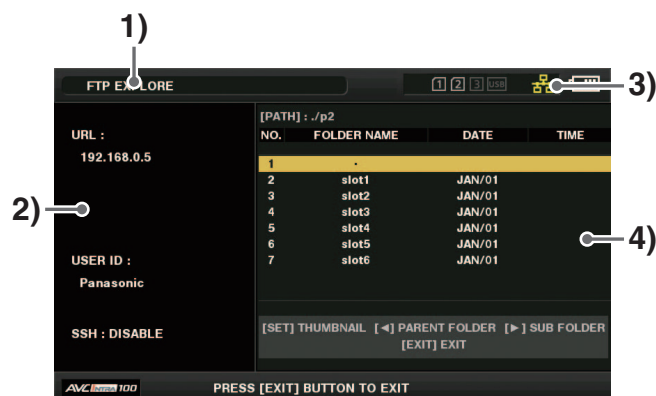 1)
FTP EXPLORE
1 2 3 USB
3)
URL :
192.168.0.5
2)
USER ID :
Panasonic
SSH : DISABLE
[PATH] : ./p2
NO. FOLDER NAME DATE TIME
1 .
2 slot1 JAN/01
3 slot2 JAN/01
4 slot3 JAN/01
5 slot4 JAN/01
6 slot5 JAN/01
7 slot6 JAN/01
4)
[SET] THUMBNAIL [◄] PARENT FOLDER [►] SUB FOLDER
[EXIT] EXIT
AVC INTRA 100 PRESS [EXIT] BUTTON TO EXIT